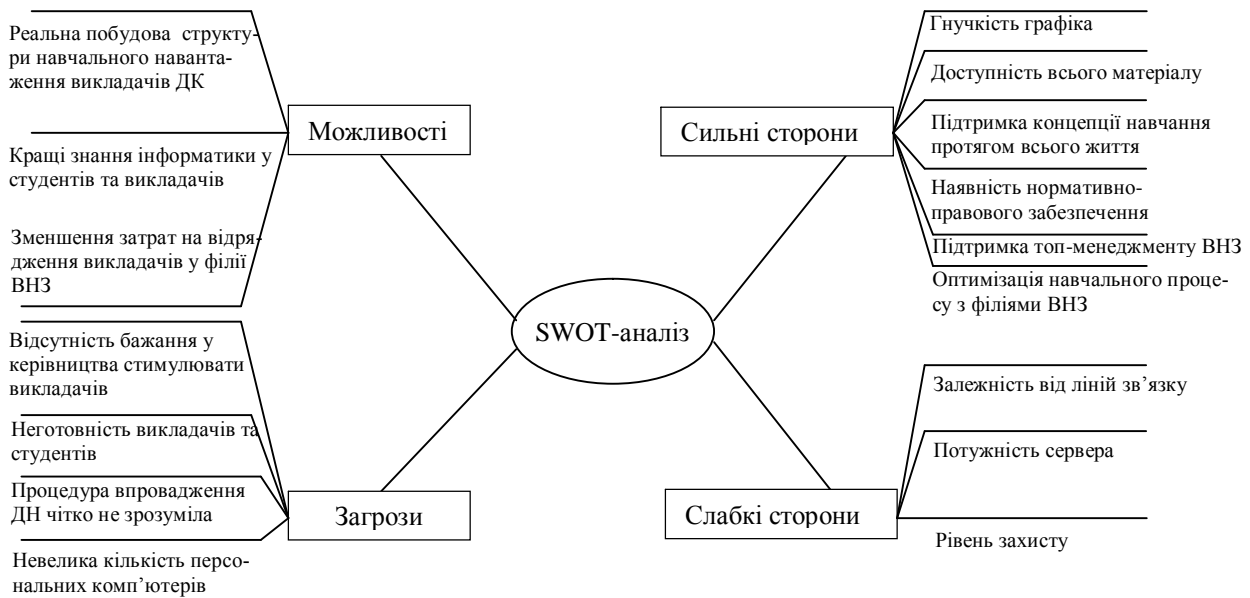 Реальна побудова структу-
ри навчального наванта-
ження викладачів ДК
Можливості
Кращі знання інформатики у
студентів та викладачів
Зменшення затрат на відря-
дження викладачів у філії
ВНЗ
Гнучкість графіка
Доступність всього матеріалу
Сильні сторони
Підтримка концепції навчання
протягом всього життя
Наявність нормативно-
правового забезпечення
Підтримка топ-менеджменту ВНЗ
Оптимізація навчального проце-
су з філіями ВНЗ
SWOT-аналіз
Відсутність бажання у
керівництва стимулювати
викладачів
Неготовність викладачів та
студентів
Процедура впровадження
ДН чітко не зрозуміла
Загрози
Невелика кількість персо-
нальних комп’ютерів
Залежність від ліній зв’язку
Потужність сервера
Слабкі сторони
Рівень захисту